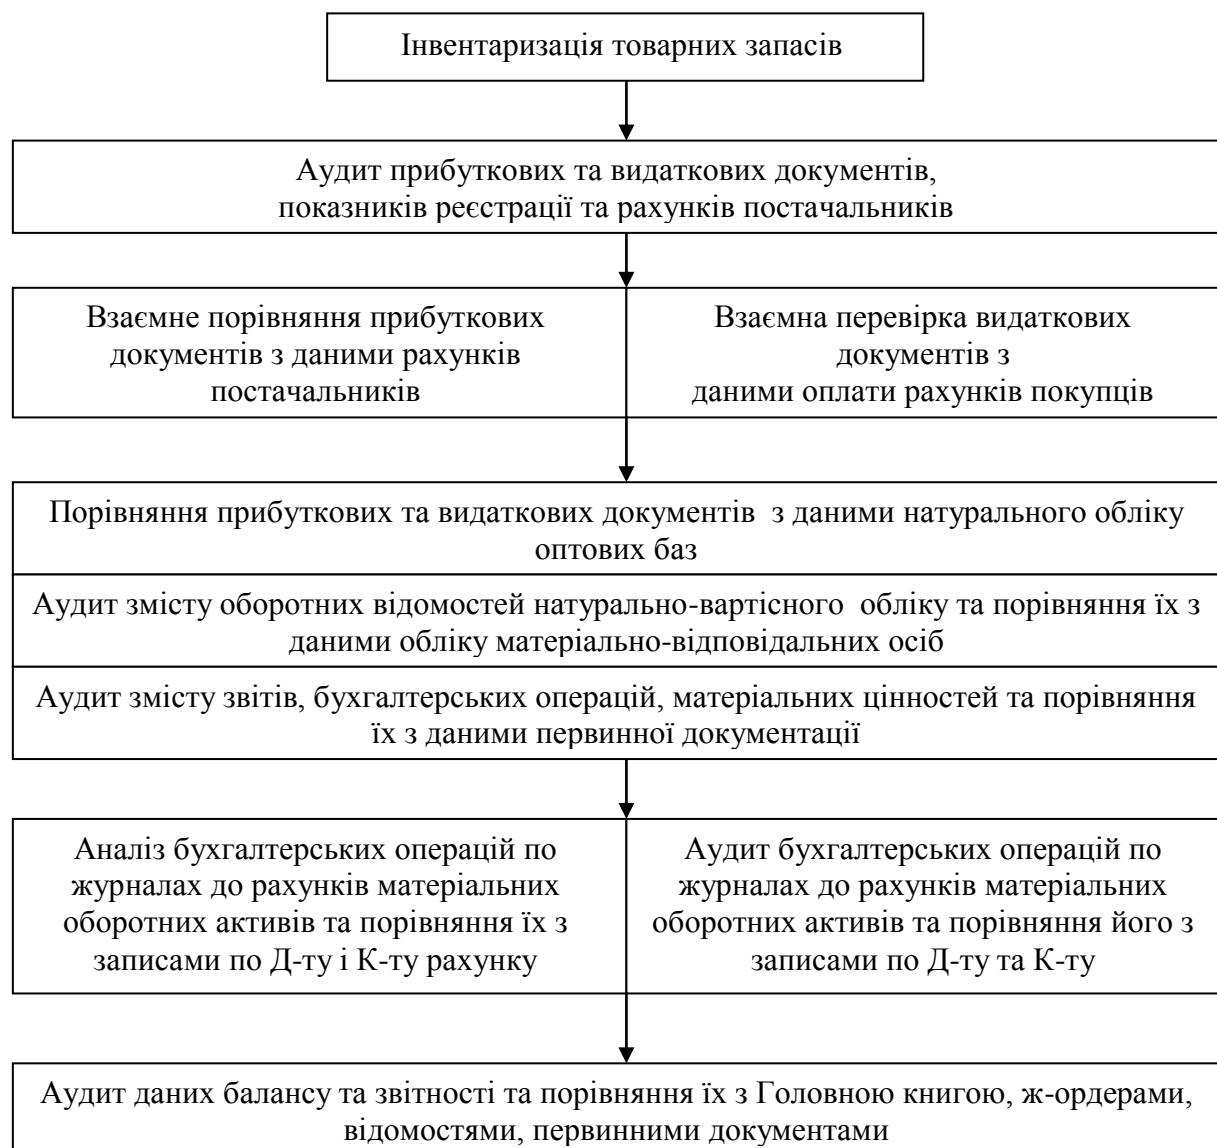 Інвентаризація товарних запасів
Аудит прибуткових та видаткових документів,
показників реєстрації та рахунків постачальників
Взаємне порівняння прибуткових
документів з даними рахунків
постачальників
Взаємна перевірка видаткових
документів з
даними оплати рахунків покупців
Порівняння прибуткових та видаткових документів з даними натурального обліку
оптових баз
Аудит змісту оборотних відомостей натурально-вартісного обліку та порівняння їх з
даними обліку матеріально-відповідальних осіб
Аудит змісту звітів, бухгалтерських операцій, матеріальних цінностей та порівняння
їх з даними первинної документації
Аналіз бухгалтерських операцій по
журналах до рахунків матеріальних
оборотних активів та порівняння їх з
записами по Д-ту і К-ту рахунку
Аудит бухгалтерських операцій по
журналах до рахунків матеріальних
оборотних активів та порівняння його з
записами по Д-ту та К-ту
Аудит даних балансу та звітності та порівняння їх з Головною книгою, ж-ордерами,
відомостями, первинними документами